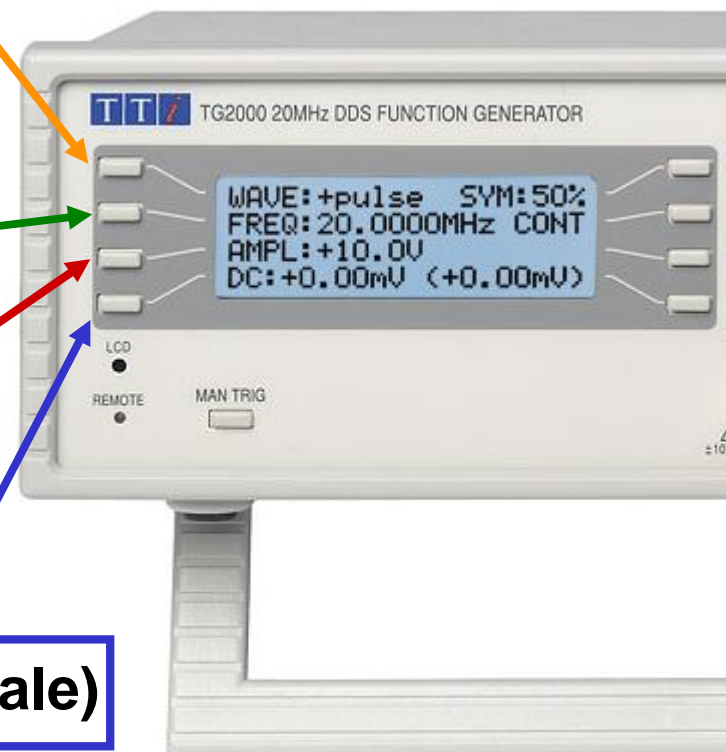 TTi TG2000 20MHz DDS FUNCTION GENERATOR
WAVE:+pulse SYM:50%
FREQ:20.0000MHz CONT
AMPL:+10.0V
DC:+0.00mV (+0.00mV)
LCD
REMOTE
MAN TRIG
ale)